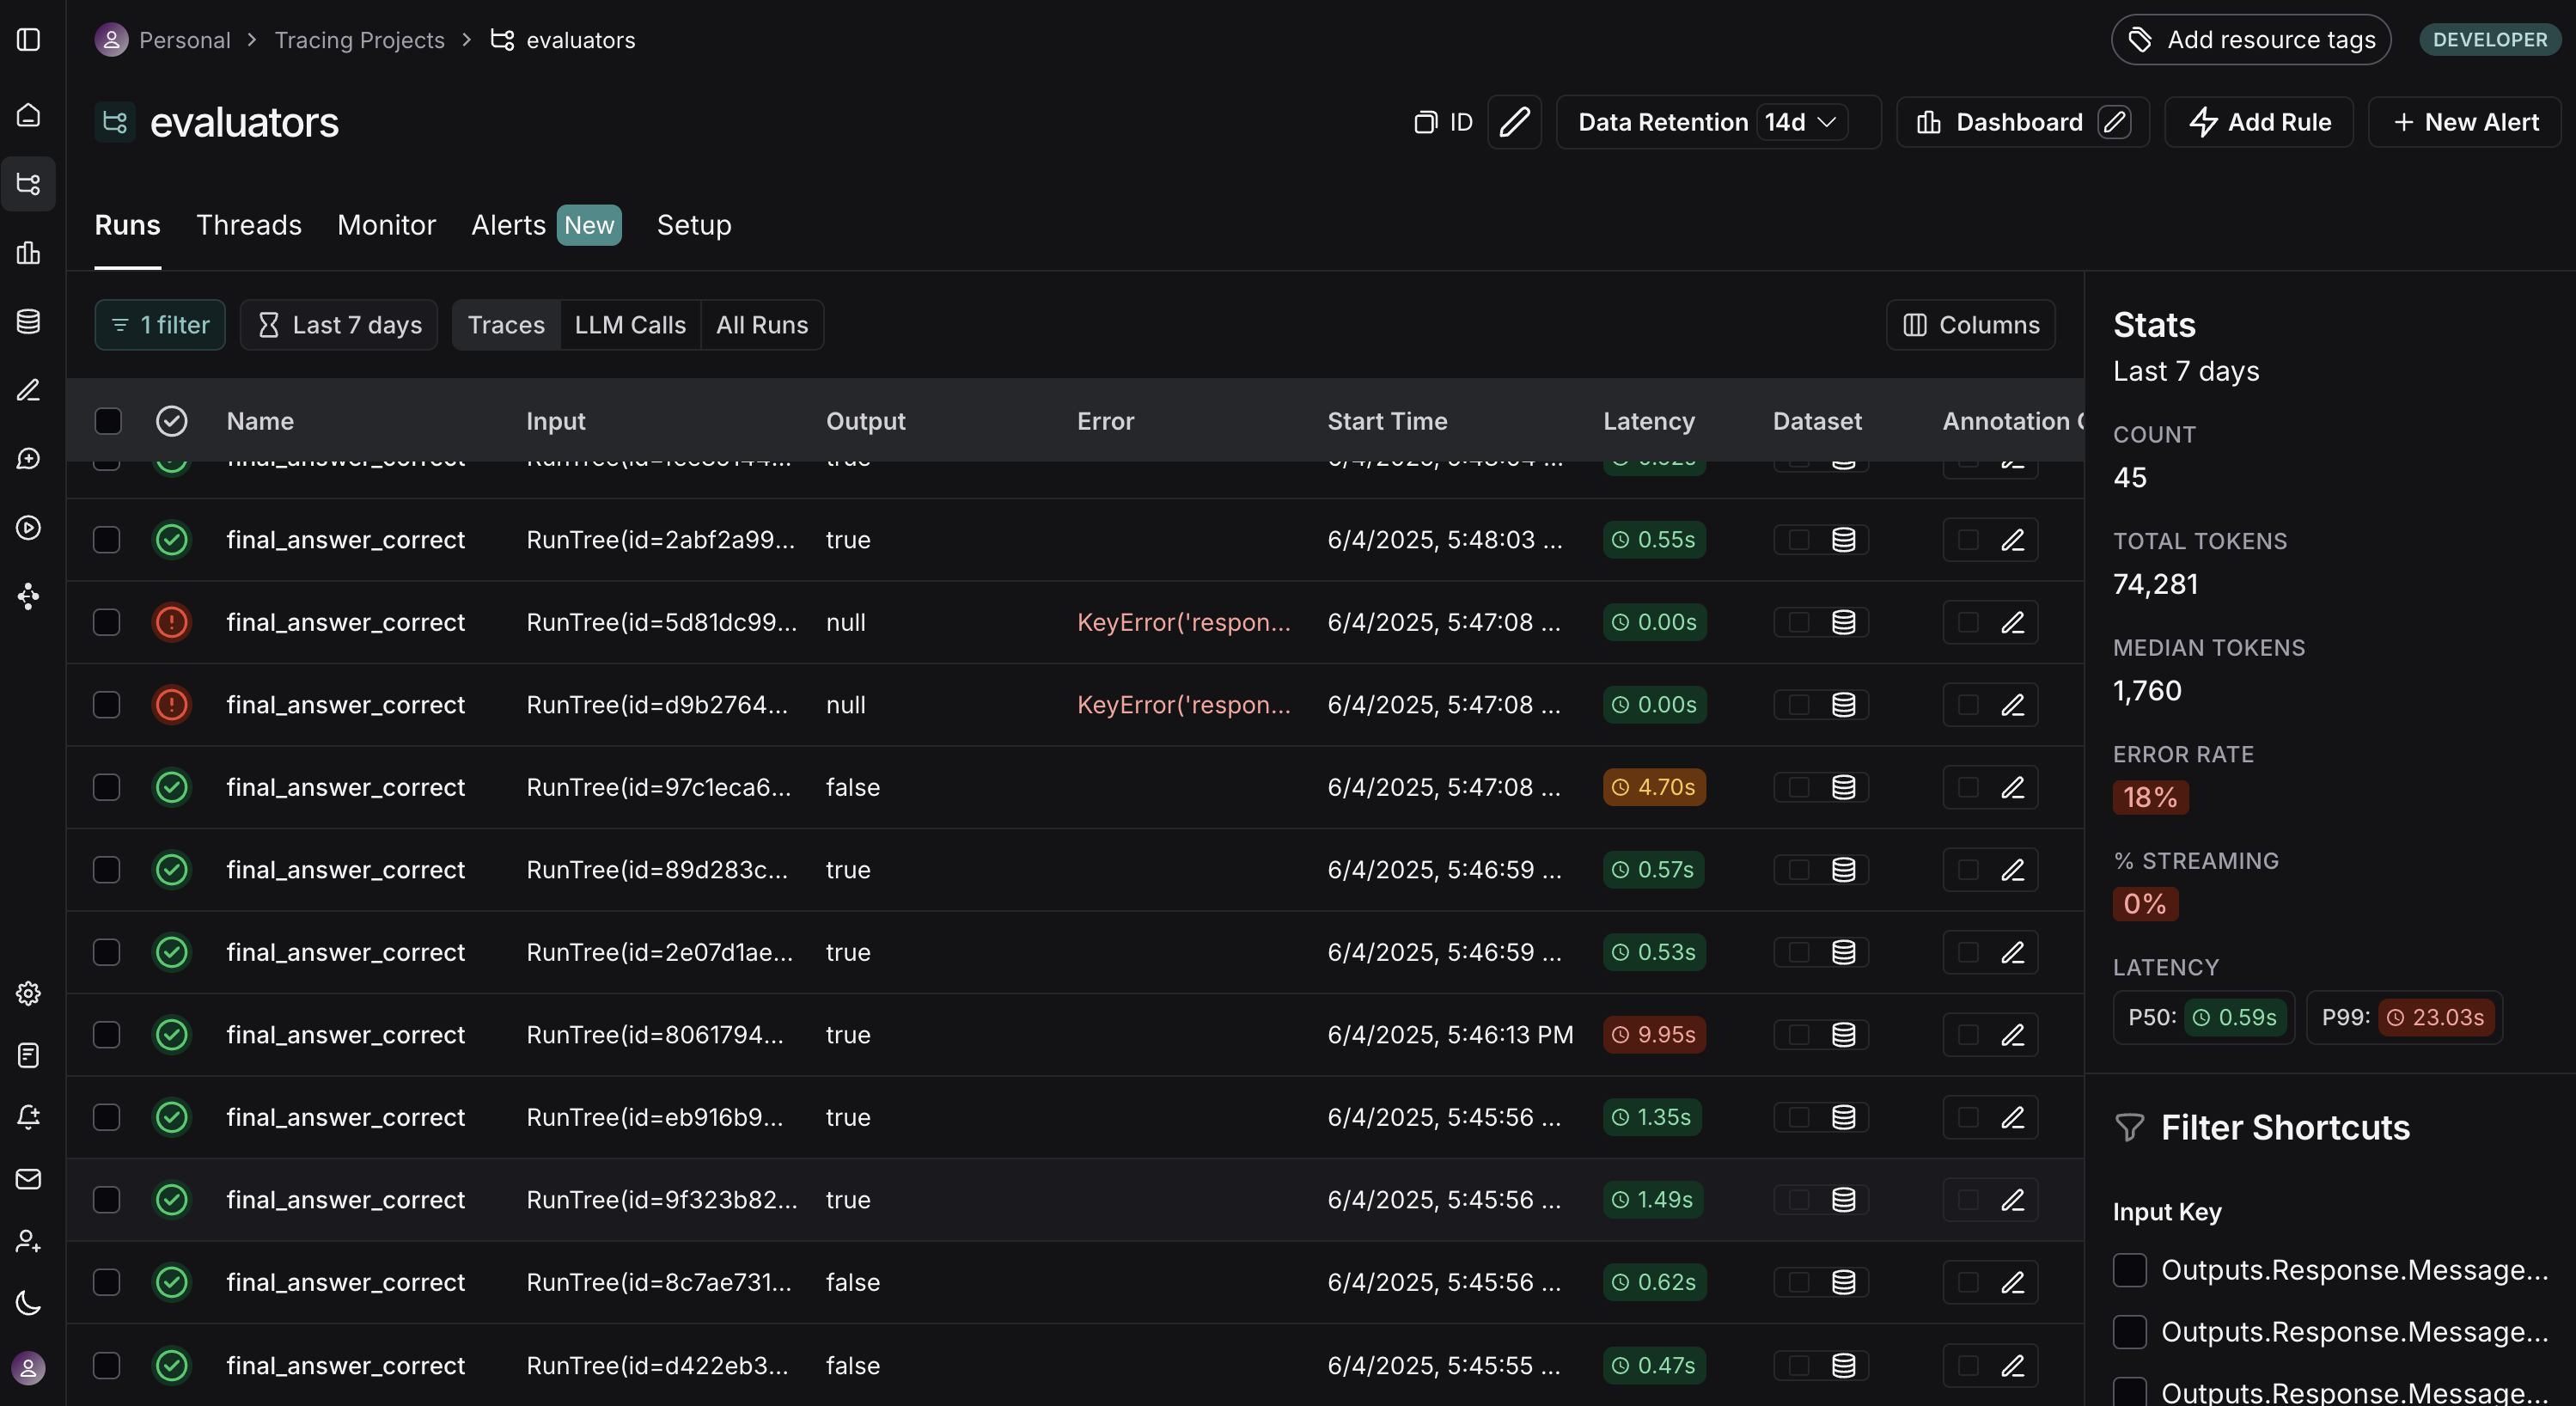 Personal > Tracing Projects > evaluators
Add resource tags
DEVELOPER
evaluators
ID
Data Retention 14d
Dashboard
Add Rule
+ New Alert
Runs
Threads
Monitor
Alerts New
Setup
1 filter
Last 7 days
Traces
LLM Calls
All Runs
Columns
Name Input Output Error Start Time Latency Dataset Annotation
final_answer_correct true
final_answer_correct RunTree(id=2abf2a99... true 6/4/2025, 5:48:03 ... 0.55s
final_answer_correct RunTree(id=5d81dc99... null KeyError('respon... 6/4/2025, 5:47:08 ... 0.00s
final_answer_correct RunTree(id=d9b2764... null KeyError('respon... 6/4/2025, 5:47:08 ... 0.00s
final_answer_correct RunTree(id=97c1eca6... false 6/4/2025, 5:47:08 ... 4.70s
final_answer_correct RunTree(id=89d283c... true 6/4/2025, 5:46:59 ... 0.57s
final_answer_correct RunTree(id=2e07d1ae... true 6/4/2025, 5:46:59 ... 0.53s
final_answer_correct RunTree(id=8061794... true 6/4/2025, 5:46:13 PM 9.95s
final_answer_correct RunTree(id=eb916b9... true 6/4/2025, 5:45:56 ... 1.35s
final_answer_correct RunTree(id=9f323b82... true 6/4/2025, 5:45:56 ... 1.49s
final_answer_correct RunTree(id=8c7ae731... false 6/4/2025, 5:45:56 ... 0.62s
final_answer_correct RunTree(id=d422eb3... false 6/4/2025, 5:45:55 ... 0.47s
Stats
Last 7 days
COUNT
45
TOTAL TOKENS
74,281
MEDIAN TOKENS
1,760
ERROR RATE
18%
% STREAMING
0%
LATENCY
P50: 0.59s P99: 23.03s
Filter Shortcuts
Input Key
Outputs.Response.Message...
Outputs.Response.Message...
Outputs.Response.Message...